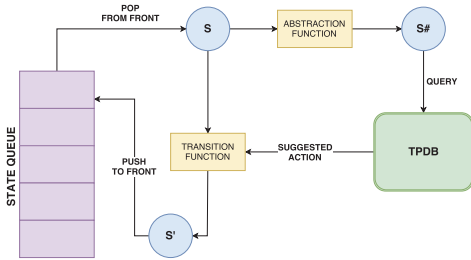 POP
FROM FRONT
S
ABSTRACTION
FUNCTION
S#
QUERY
STATE QUEUE
PUSH
TO FRONT
TRANSITION
FUNCTION
SUGGESTED
ACTION
TPDB
S'